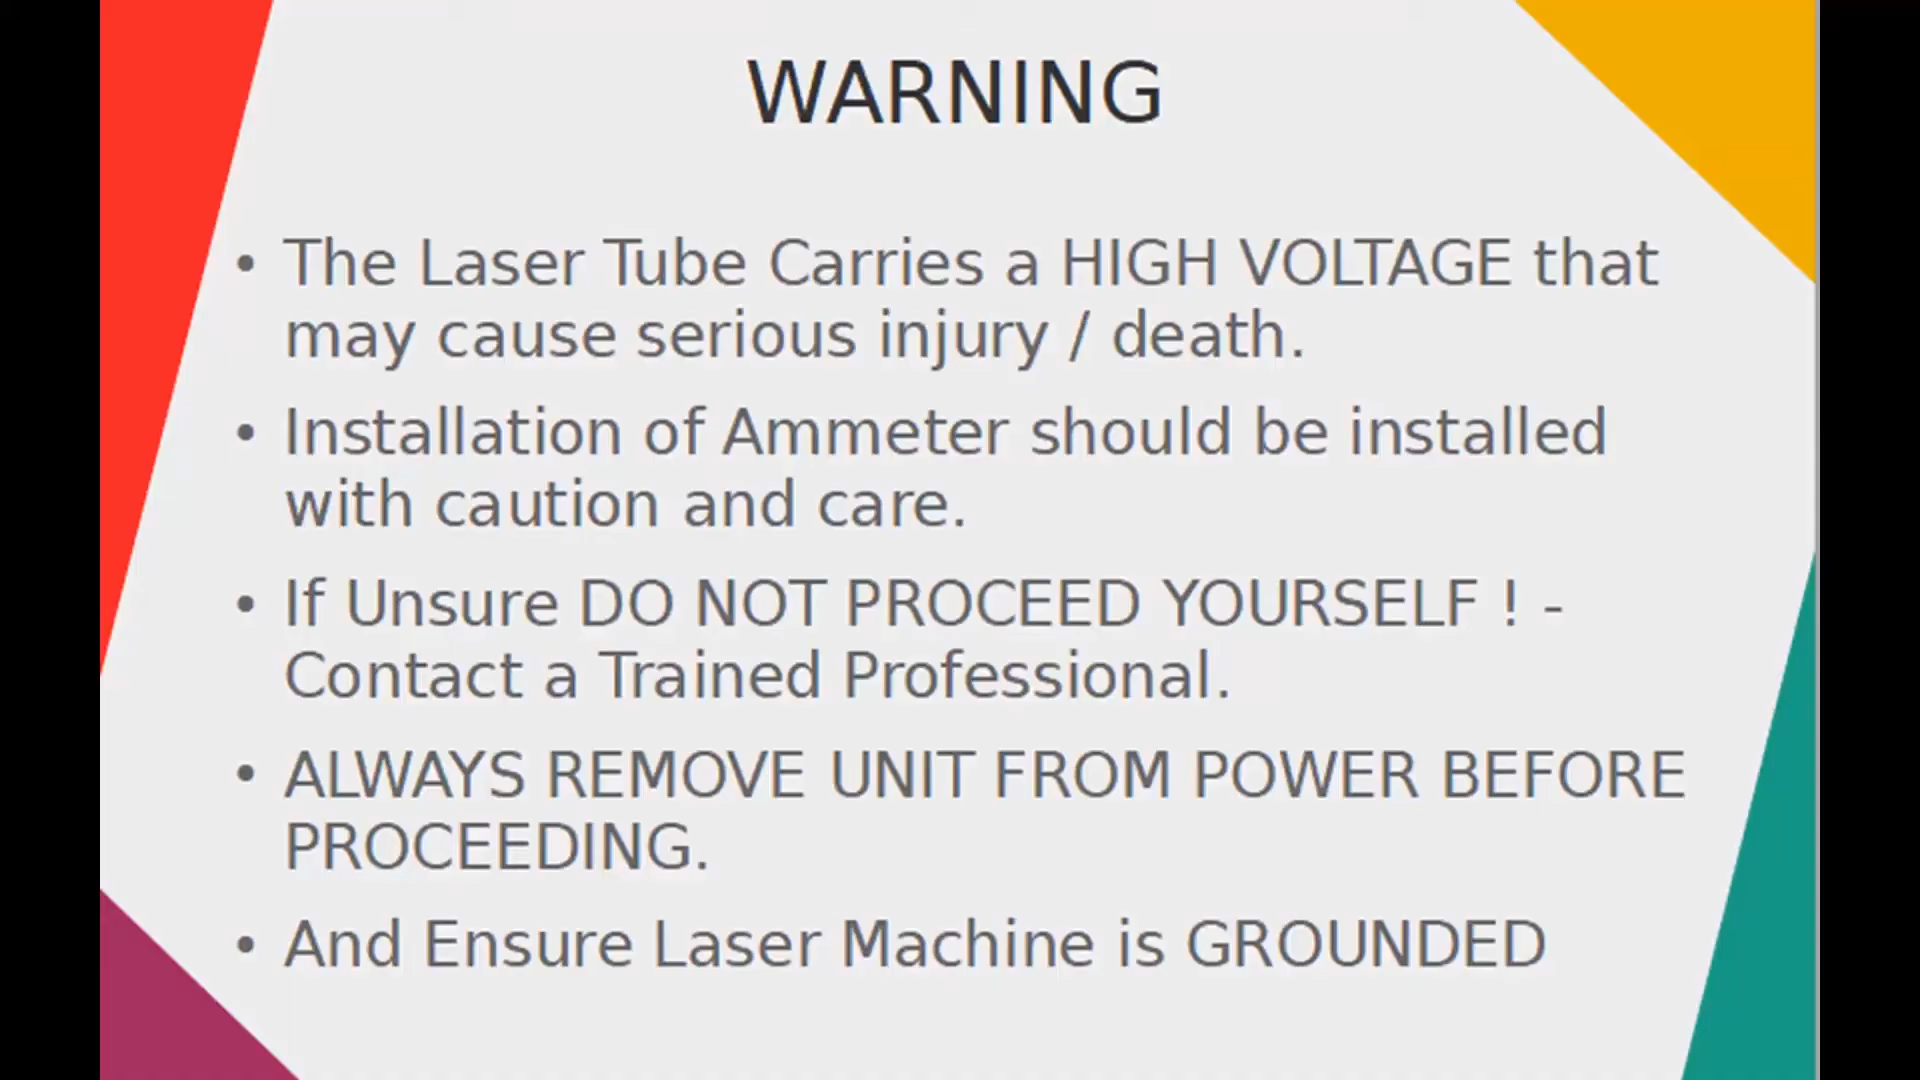 WARNING
• The Laser Tube Carries a HIGH VOLTAGE that
may cause serious injury / death.
• Installation of Ammeter should be installed
with caution and care.
• If Unsure DO NOT PROCEED YOURSELF ! -
Contact a Trained Professional.
• ALWAYS REMOVE UNIT FROM POWER BEFORE
PROCEEDING.
• And Ensure Laser Machine is GROUNDED